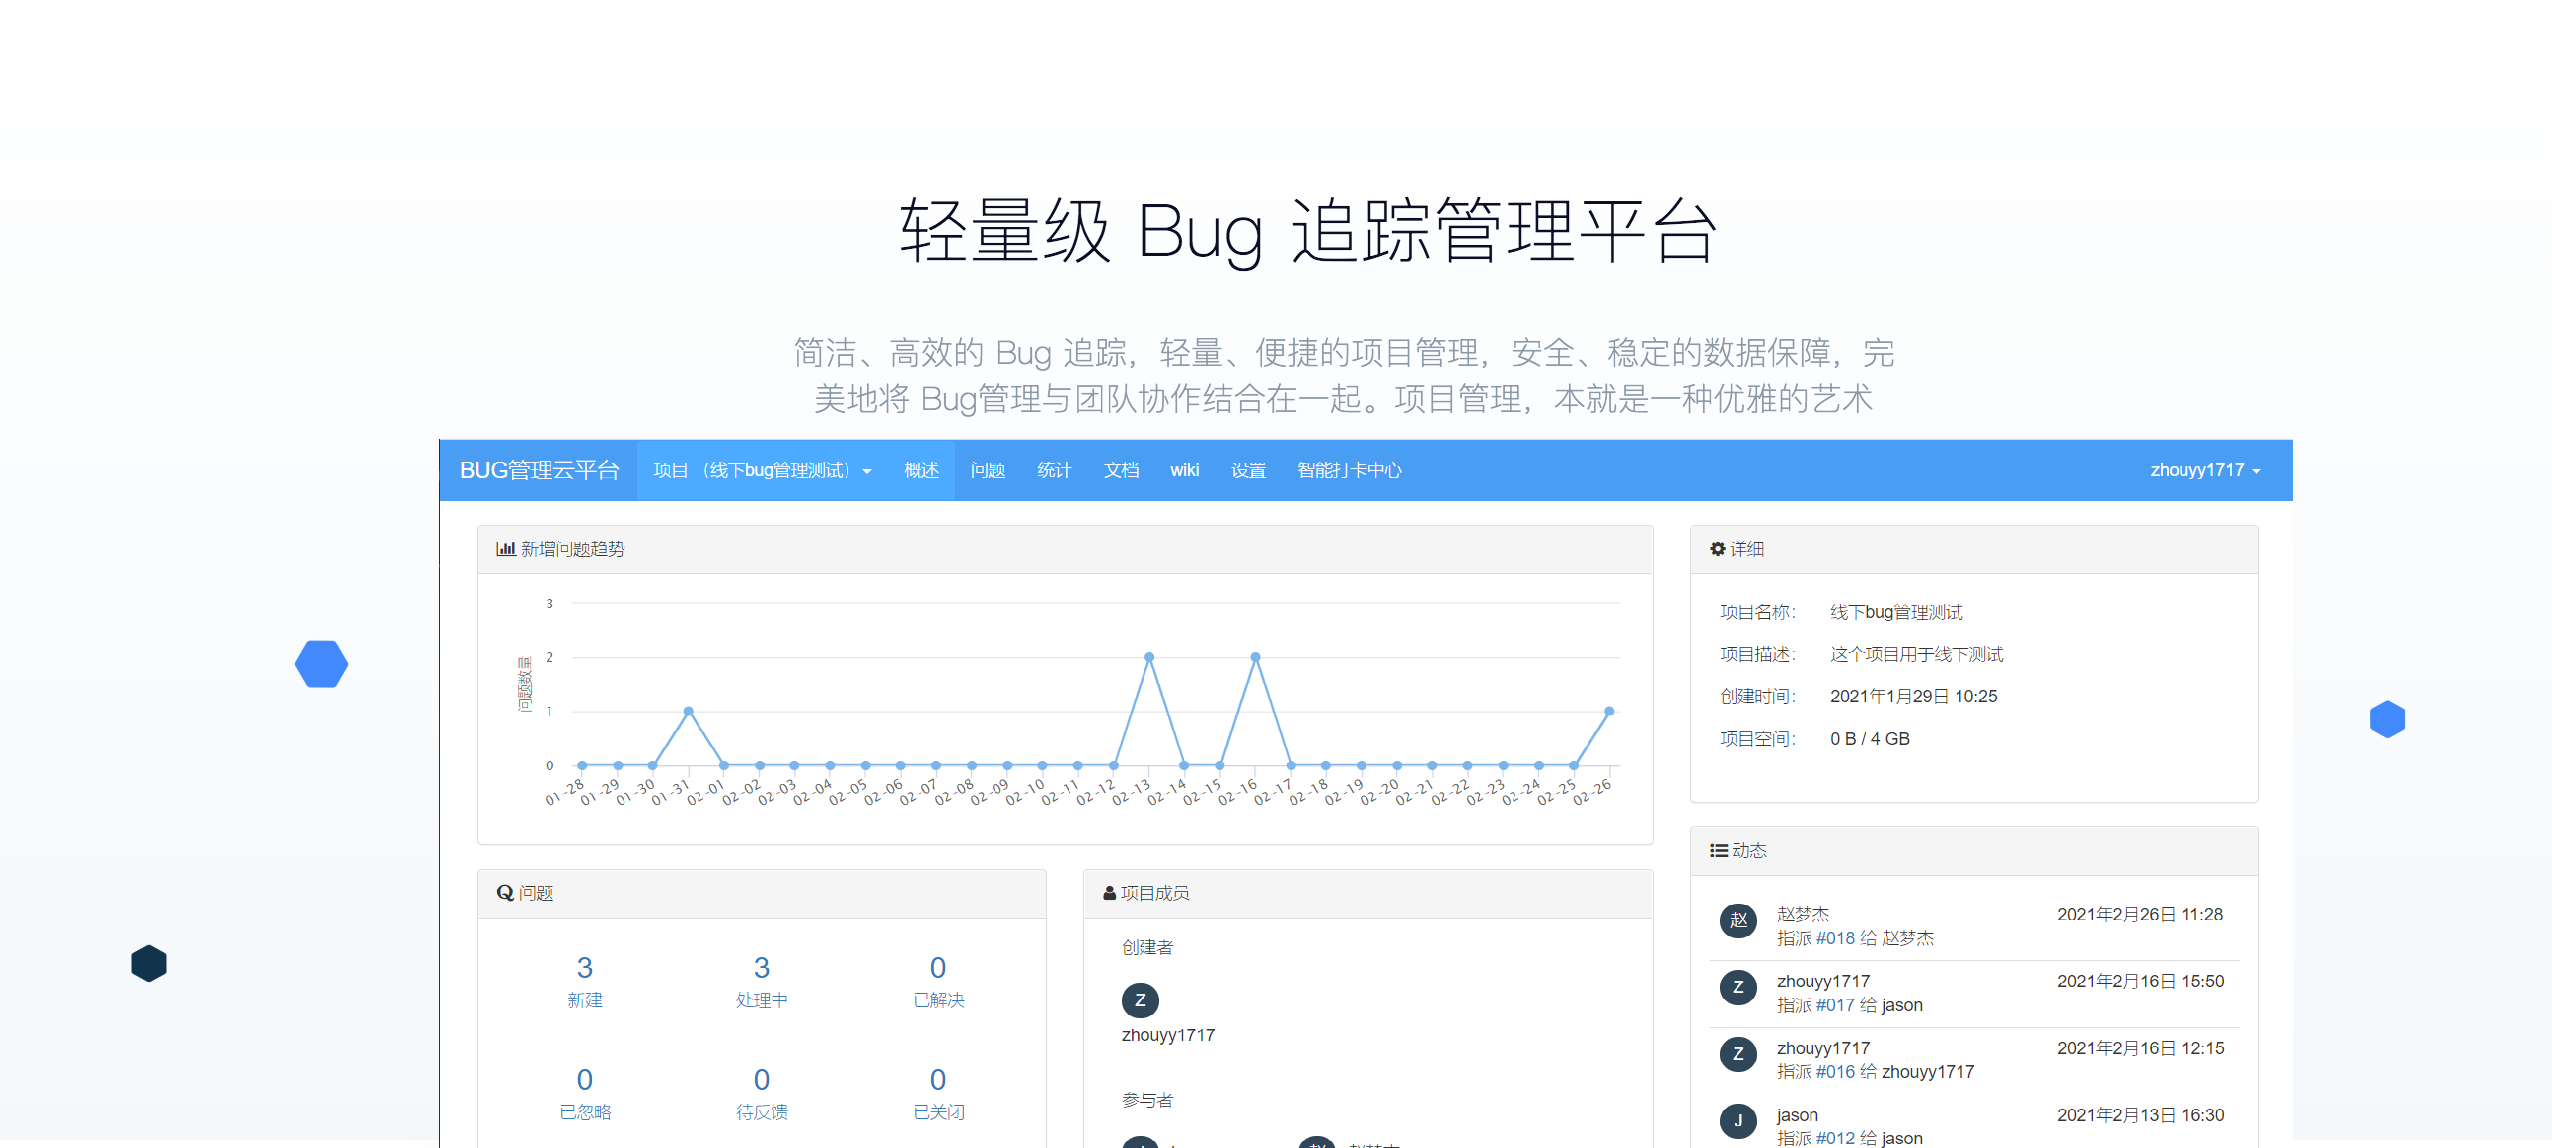 轻量级 Bug 追踪管理平台
简洁、高效的 Bug 追踪，轻量、便捷的项目管理，安全、稳定的数据保障，完
美地将 Bug管理与团队协作结合在一起。项目管理，本就是一种优雅的艺术
BUG管理云平台 项目 （线下bug管理测试） 概述 问题 统计 文档 wiki 设置 智能打卡中心 zhouyy1717
新增问题趋势
3
2
1
0
问题数量
01-28 01-29 01-30 01-31 02-01 02-02 02-03 02-04 02-05 02-06 02-07 02-08 02-09 02-10 02-11 02-12 02-13 02-14 02-15 02-16 02-17 02-18 02-19 02-20 02-21 02-22 02-23 02-24 02-25 02-26
详细
项目名称： 线下bug管理测试
项目描述： 这个项目用于线下测试
创建时间： 2021年1月29日 10:25
项目空间： 0 B / 4 GB
问题
3 3 0
新建 处理中 已解决
0 0 0
已忽略 待反馈 已关闭
项目成员
创建者
Z
zhouyy1717
参与者
动态
赵 赵梦杰 2021年2月26日 11:28
指派 #018 给 赵梦杰
Z zhouyy1717 2021年2月16日 15:50
指派 #017 给 jason
Z zhouyy1717 2021年2月16日 12:15
指派 #016 给 zhouyy1717
J jason 2021年2月13日 16:30
指派 #012 给 jason